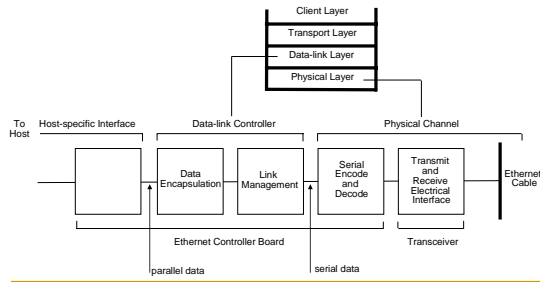 Client Layer
Transport Layer
Data-link Layer
Physical Layer
To
Host
Host-specific Interface
Data-link Controller
Physical Channel
Data
Encapsulation
Link
Management
Serial
Encode
and
Decode
Transmit
and
Receive
Electrical
Interface
Ethernet
Cable
Ethernet Controller Board
Transceiver
parallel data
serial data